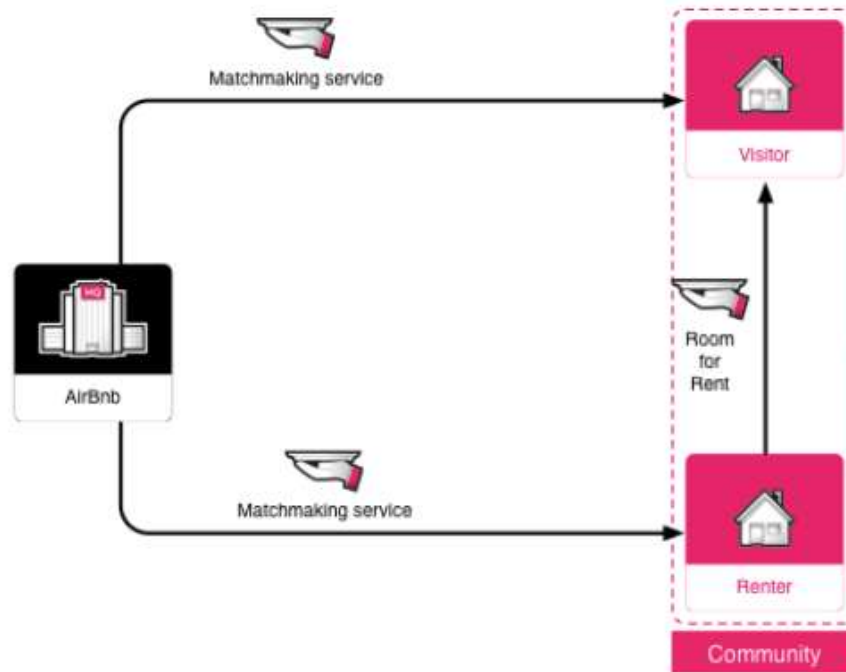 Matchmaking service
Visitor
HQ
AirBnb
Room
for
Rent
Matchmaking service
Renter
Community